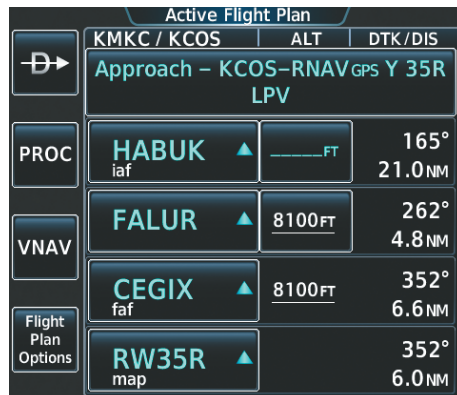 Active Flight Plan
KMKC / KCOS ALT DTK/DIS
D
Approach – KCOS–RNAV GPS Y 35R
LPV
PROC
HABUK
iaf
_____FT
165°
21.0NM
VNAV
FALUR
8100FT
262°
4.8NM
CEGIX
faf
8100FT
352°
6.6NM
Flight
Plan
Options
RW35R
map
352°
6.0NM